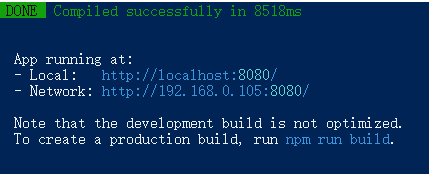 DONE Compiled successfully in 8518ms
App running at:
- Local: http://localhost:8080/
- Network: http://192.168.0.105:8080/
Note that the development build is not optimized.
To create a production build, run npm run build.